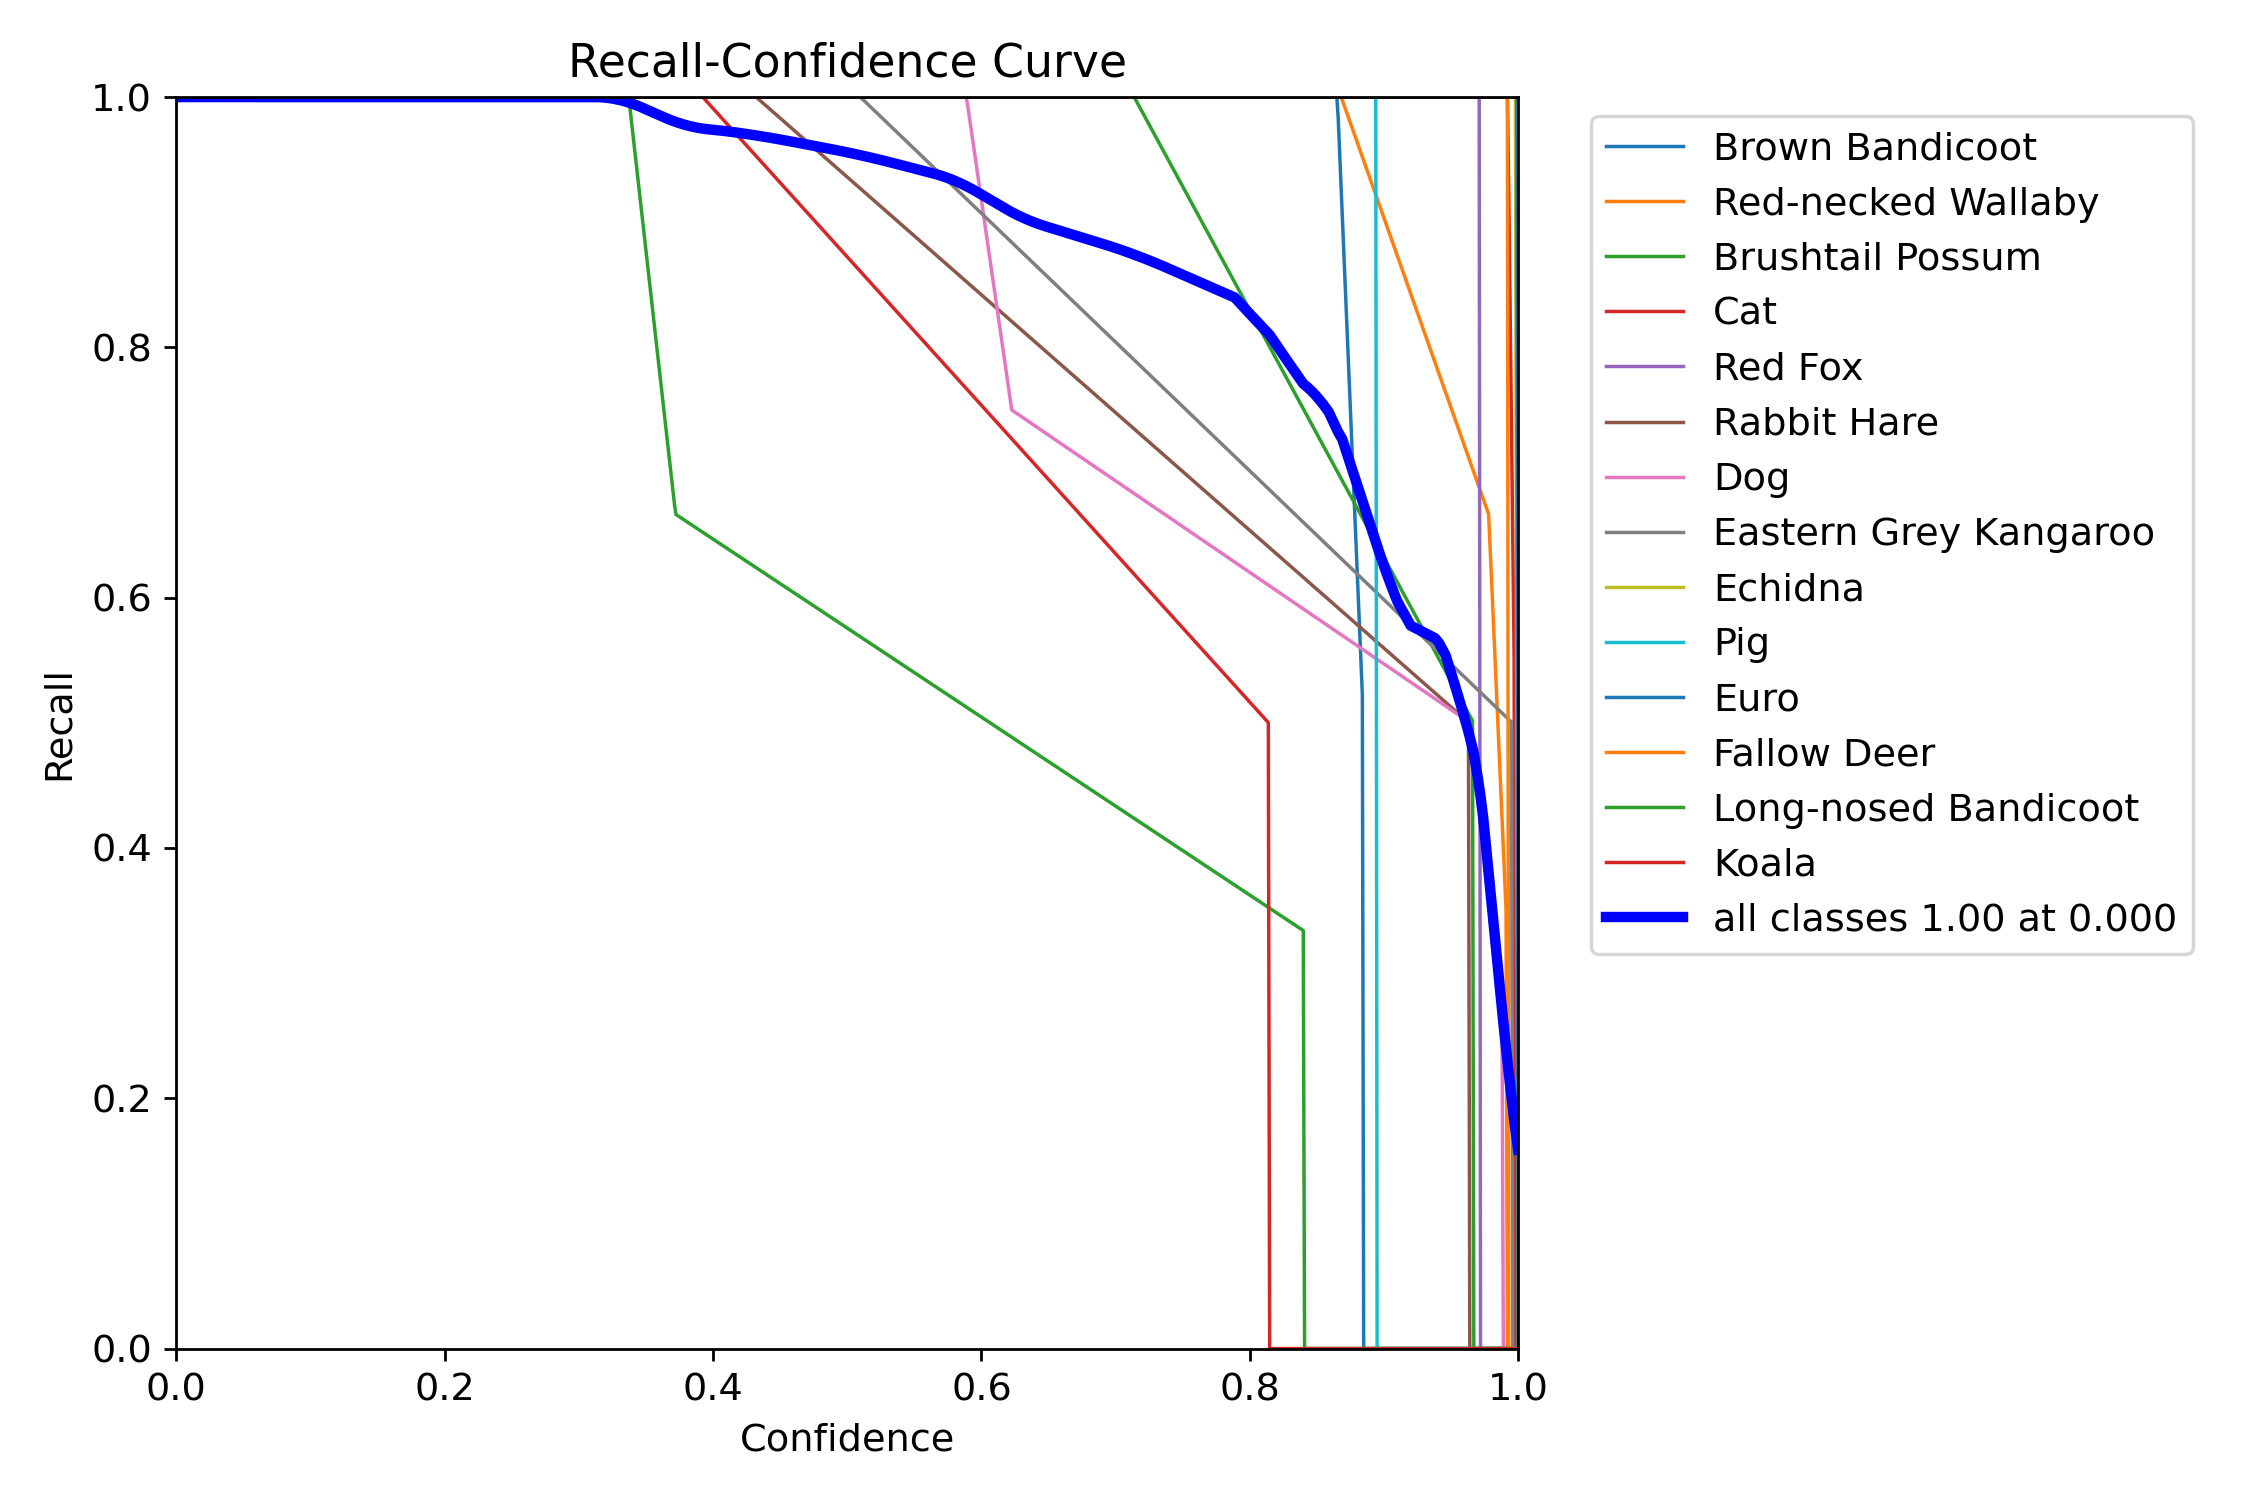 Recall-Confidence Curve
1.0
0.8
0.6
0.4
0.2
0.0
Recall
0.0 0.2 0.4 0.6 0.8 1.0
Confidence
Brown Bandicoot
Red-necked Wallaby
Brushtail Possum
Cat
Red Fox
Rabbit Hare
Dog
Eastern Grey Kangaroo
Echidna
Pig
Euro
Fallow Deer
Long-nosed Bandicoot
Koala
all classes 1.00 at 0.000